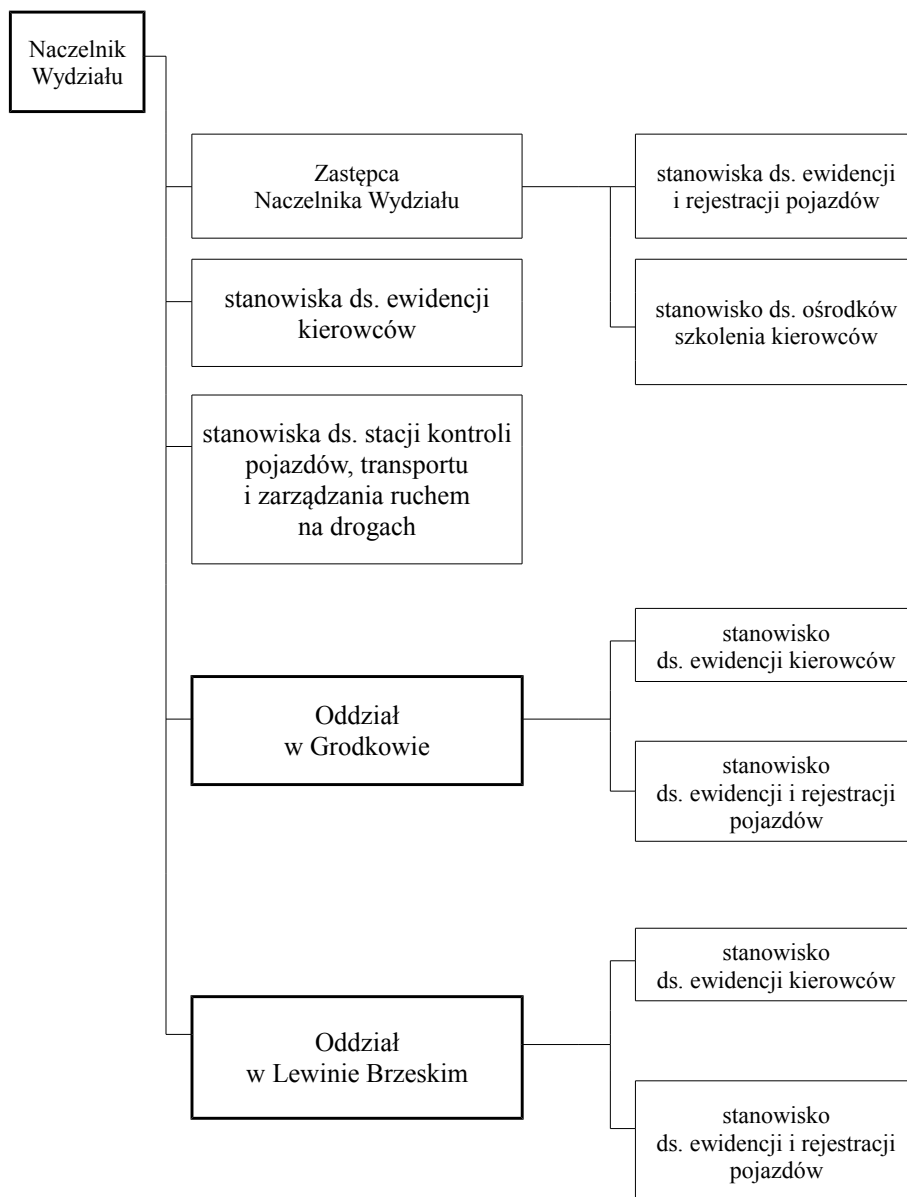 Naczelnik
Wydziału
Zastępca
Naczelnika Wydziału
stanowiska ds. ewidencji
i rejestracji pojazdów
stanowiska ds. ewidencji
kierowców
stanowisko ds. ośrodków
szkolenia kierowców
stanowiska ds. stacji kontroli
pojazdów, transportu
i zarządzania ruchem
na drogach
Oddział
w Grodkowie
stanowisko
ds. ewidencji kierowców
stanowisko
ds. ewidencji i rejestracji
pojazdów
Oddział
w Lewinie Brzeskim
stanowisko
ds. ewidencji kierowców
stanowisko
ds. ewidencji i rejestracji
pojazdów